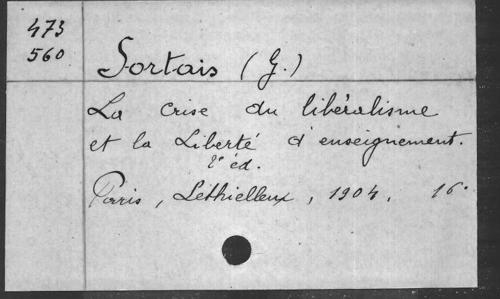 473
560
Sortais (G.)
La crise du libéralisme
et la Liberté d'enseignement.
2e éd.
Paris, Lethielleux, 1904. 16°